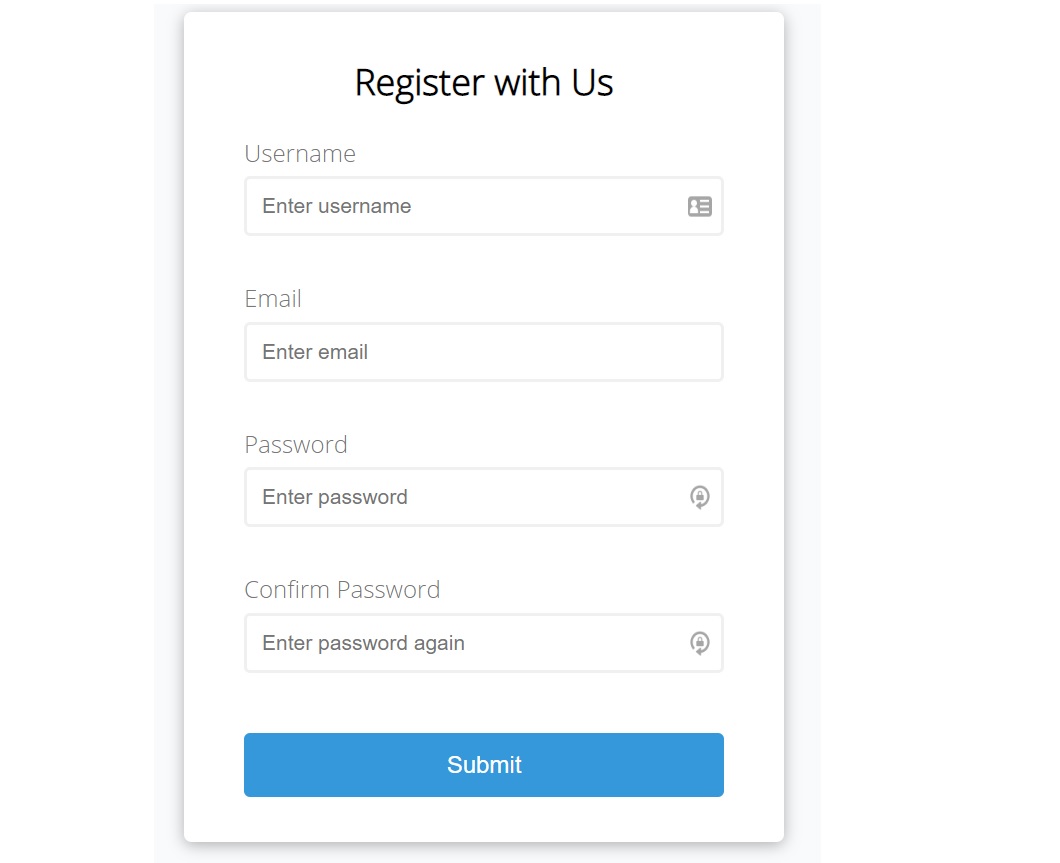 Register with Us
Username
Enter username
Email
Enter email
Password
Enter password
Confirm Password
Enter password again
Submit